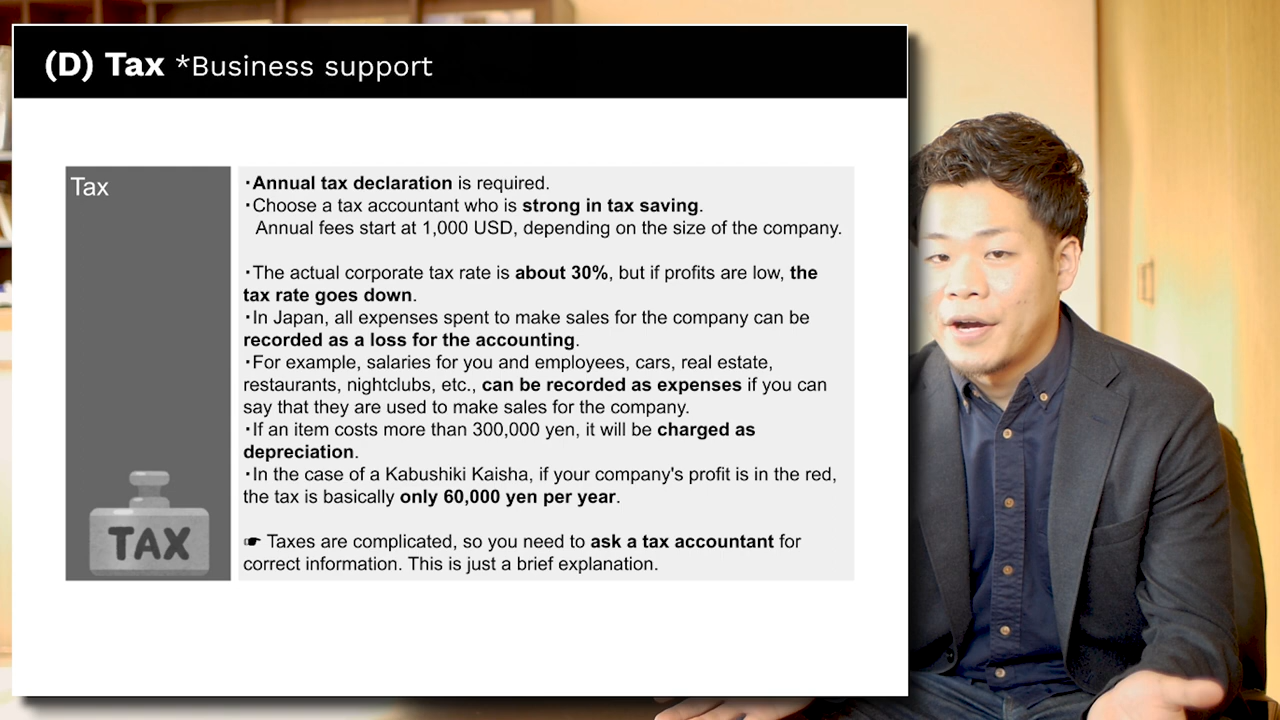 (D) Tax *Business support
Tax
・Annual tax declaration is required.
・Choose a tax accountant who is strong in tax saving.
Annual fees start at 1,000 USD, depending on the size of the company.
・The actual corporate tax rate is about 30%, but if profits are low, the
tax rate goes down.
・In Japan, all expenses spent to make sales for the company can be
recorded as a loss for the accounting.
・For example, salaries for you and employees, cars, real estate,
restaurants, nightclubs, etc., can be recorded as expenses if you can
say that they are used to make sales for the company.
・If an item costs more than 300,000 yen, it will be charged as
depreciation.
・In the case of a Kabushiki Kaisha, if your company's profit is in the red,
the tax is basically only 60,000 yen per year.
☛ Taxes are complicated, so you need to ask a tax accountant for
correct information. This is just a brief explanation.
TAX